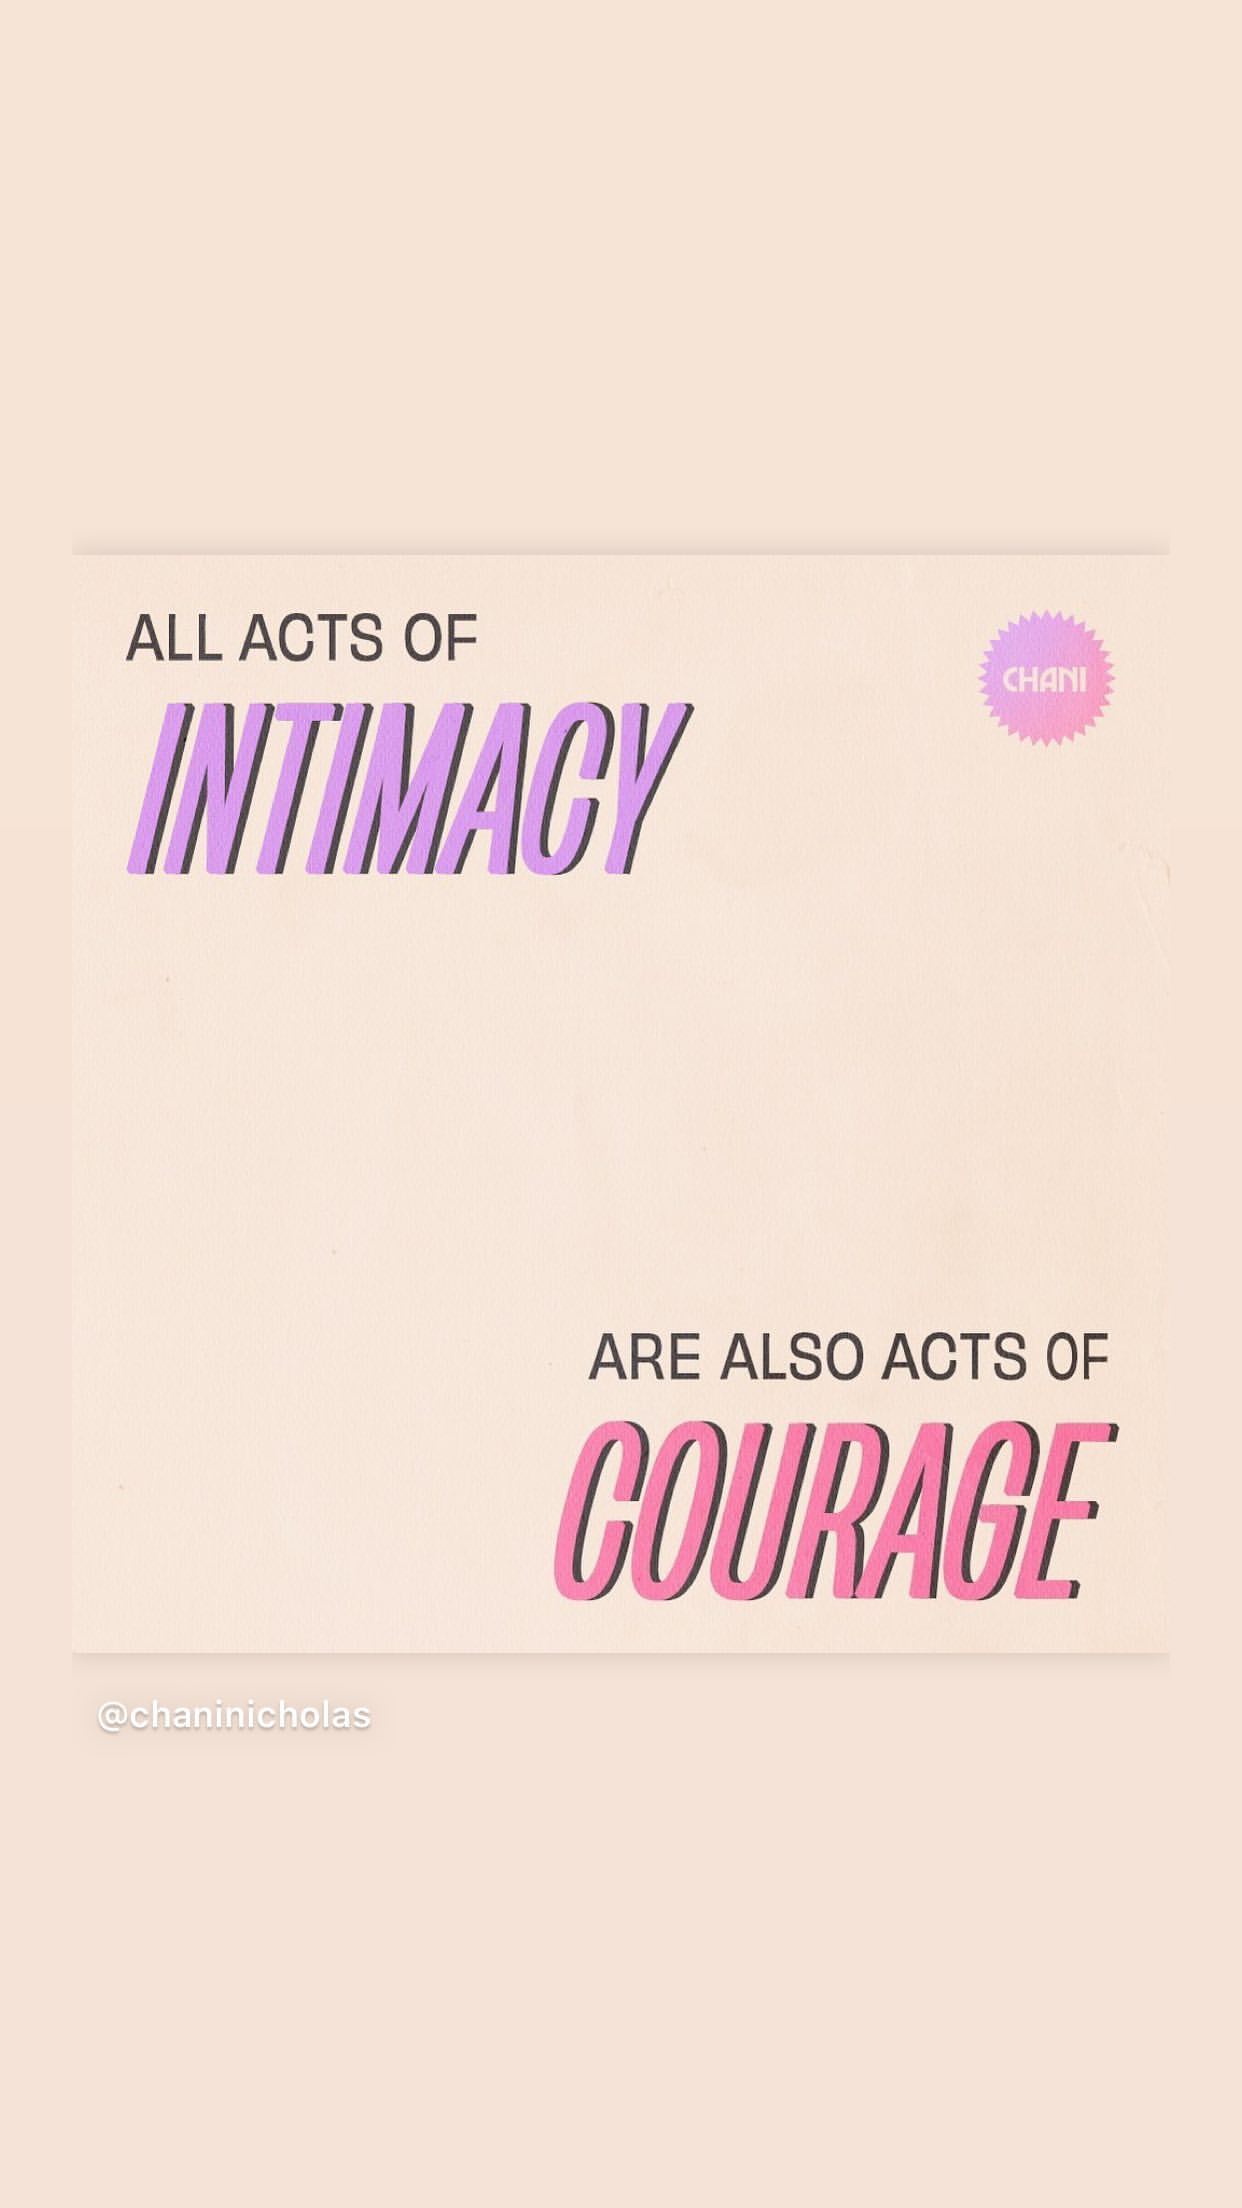 ALL ACTS OF
INTIMACY
CHANI
ARE ALSO ACTS OF
COURAGE
@chaninicholas